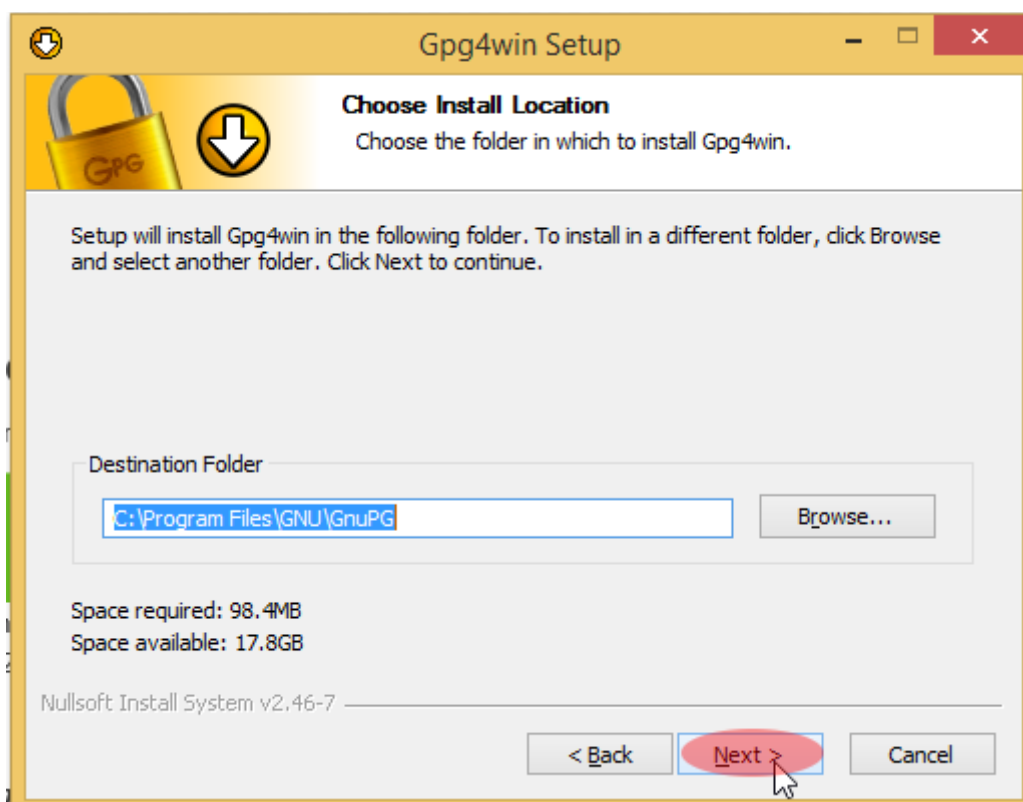 Gpg4win Setup
Choose Install Location
Choose the folder in which to install Gpg4win.
GPG
Setup will install Gpg4win in the following folder. To install in a different folder, click Browse
and select another folder. Click Next to continue.
Destination Folder
C:\Program Files\GNU\GnuPG
Browse...
Space required: 98.4MB
Space available: 17.8GB
Nullsoft Install System v2.46-7
< Back
Next >
Cancel